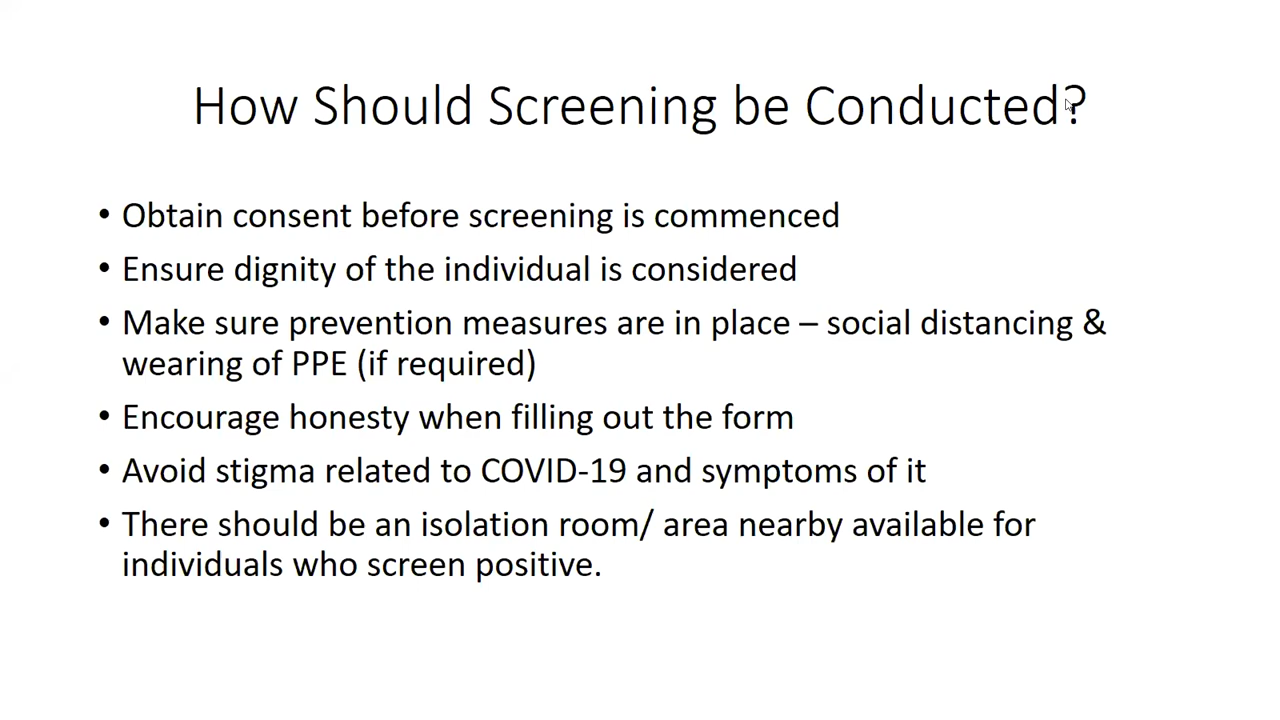 How Should Screening be Conducted?
• Obtain consent before screening is commenced
• Ensure dignity of the individual is considered
• Make sure prevention measures are in place – social distancing &
wearing of PPE (if required)
• Encourage honesty when filling out the form
• Avoid stigma related to COVID-19 and symptoms of it
• There should be an isolation room/ area nearby available for
individuals who screen positive.